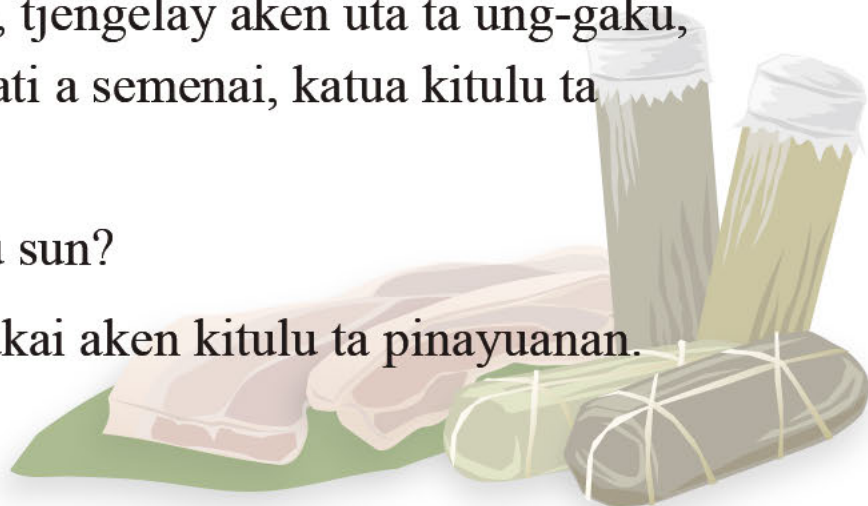 , tjengelay aken uta ta ung-gaku,
ati a semenai, katua kitulu ta
sun?
kai aken kitulu ta pinayuanan.